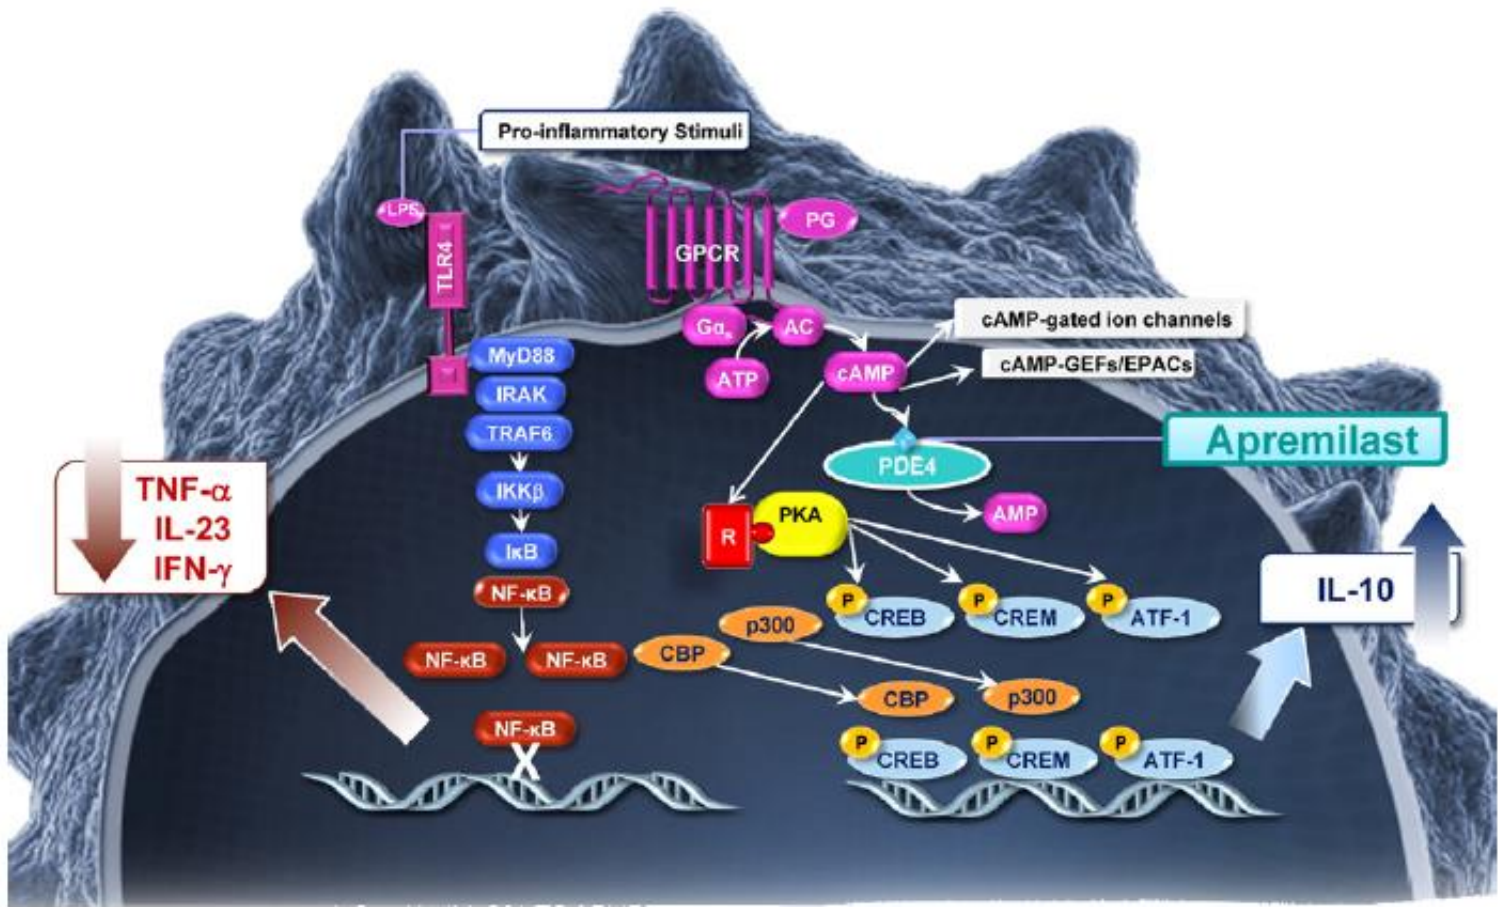 Pro-inflammatory Stimuli
LPS
TLR4
GPCR
PG
Gαs
AC
ATP
cAMP
cAMP-gated ion channels
cAMP-GEFs/EPACs
MyD88
IRAK
TRAF6
IKKβ
IκB
NF-κB
NF-κB
NF-κB
NF-κB
X
Apremilast
PDE4
AMP
R
PKA
P
CREB
P
CREM
P
ATF-1
p300
CBP
CBP
p300
P
CREB
P
CREM
P
ATF-1
TNF-α
IL-23
IFN-γ
IL-10